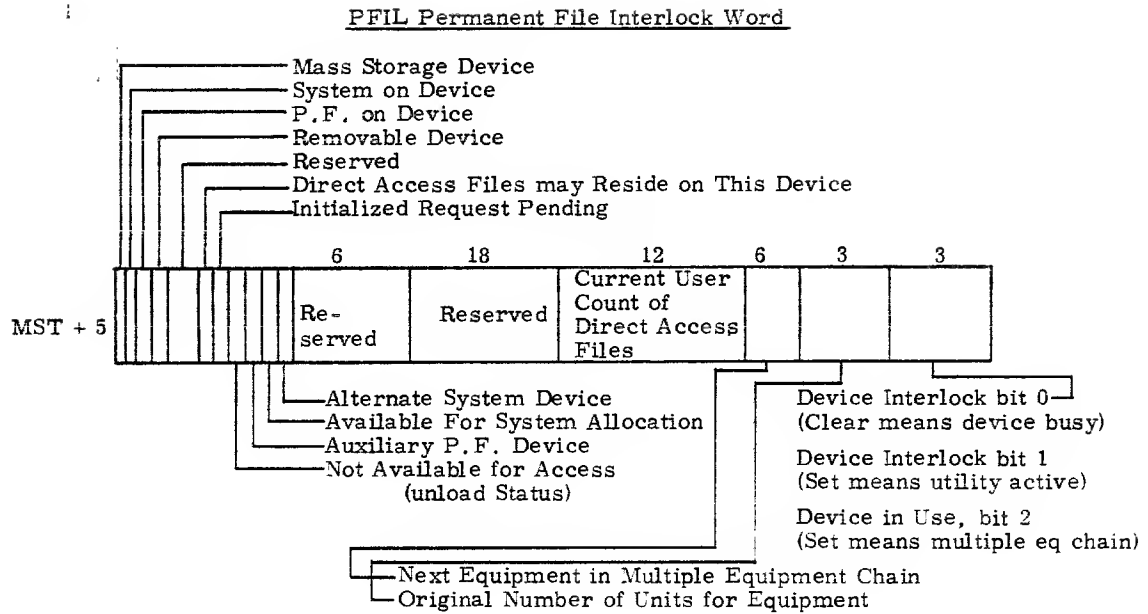 PFIL Permanent File Interlock Word
Mass Storage Device
System on Device
P.F. on Device
Removable Device
Reserved
Direct Access Files may Reside on This Device
Initialized Request Pending
6 18 12 6 3 3
MST + 5
Re-
served
Reserved
Current User
Count of
Direct Access
Files
Alternate System Device
Available For System Allocation
Auxiliary P.F. Device
Not Available for Access
(unload Status)
Device Interlock bit 0
(Clear means device busy)
Device Interlock bit 1
(Set means utility active)
Device in Use, bit 2
(Set means multiple eq chain)
Next Equipment in Multiple Equipment Chain
Original Number of Units for Equipment